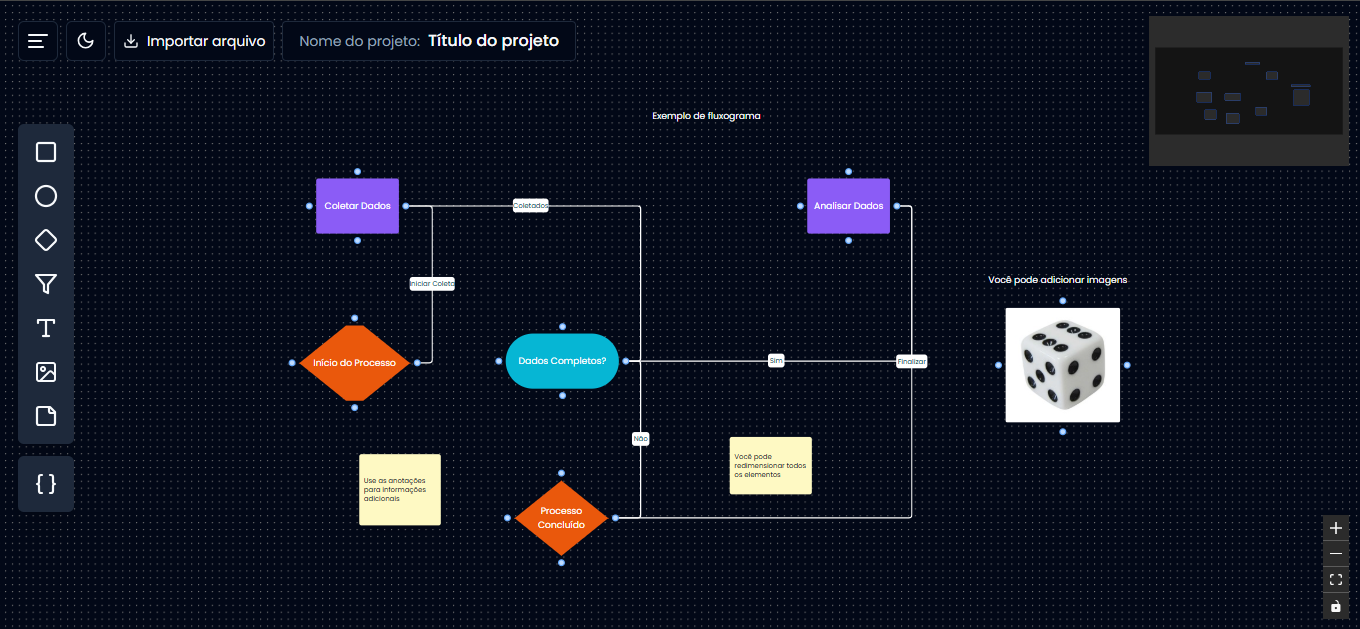 Importar arquivo
Nome do projeto: Título do projeto
Exemplo de fluxograma
Coletar Dados
Coletados
Analisar Dados
Iniciar Coleta
Você pode adicionar imagens
Início do Processo
Dados Completos?
Sim
Finalizar
Não
Você pode
redimensionar todos
os elementos
Use as anotações
para informações
adicionais
Processo
Concluído
{ }